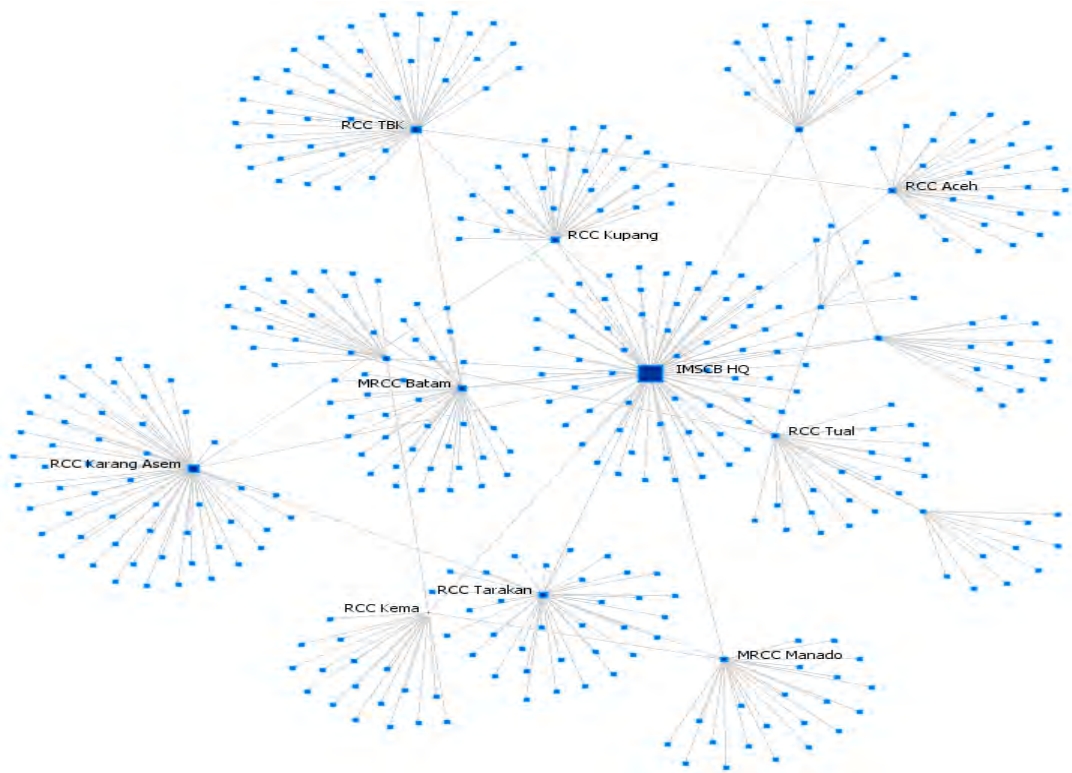 RCC TBK
RCC Aceh
RCC Kupang
IMSCB HQ
MRCC Batam
RCC Tual
RCC Karang Asem
RCC Tarakan
RCC Kema
MRCC Manado